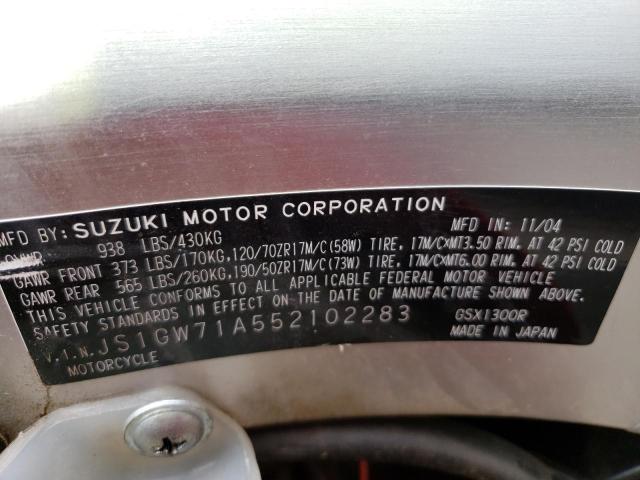 MFD BY: SUZUKI MOTOR CORPORATION MFD IN: 11/04
GVWR 938 LBS/430KG
GAWR FRONT 373 LBS/170KG, 120/70ZR17M/C(58W) TIRE, 17M/C×MT3.50 RIM. AT 42 PSI COLD
GAWR REAR 565 LBS/260KG, 190/50ZR17M/C(73W) TIRE, 17M/C×MT6.00 RIM. AT 42 PSI COLD
THIS VEHICLE CONFORMS TO ALL APPLICABLE FEDERAL MOTOR VEHICLE
SAFETY STANDARDS IN EFFECT ON THE DATE OF MANUFACTURE SHOWN ABOVE.
V.I.N. JS1GW71A552102283 GSX1300R
MOTORCYCLE MADE IN JAPAN